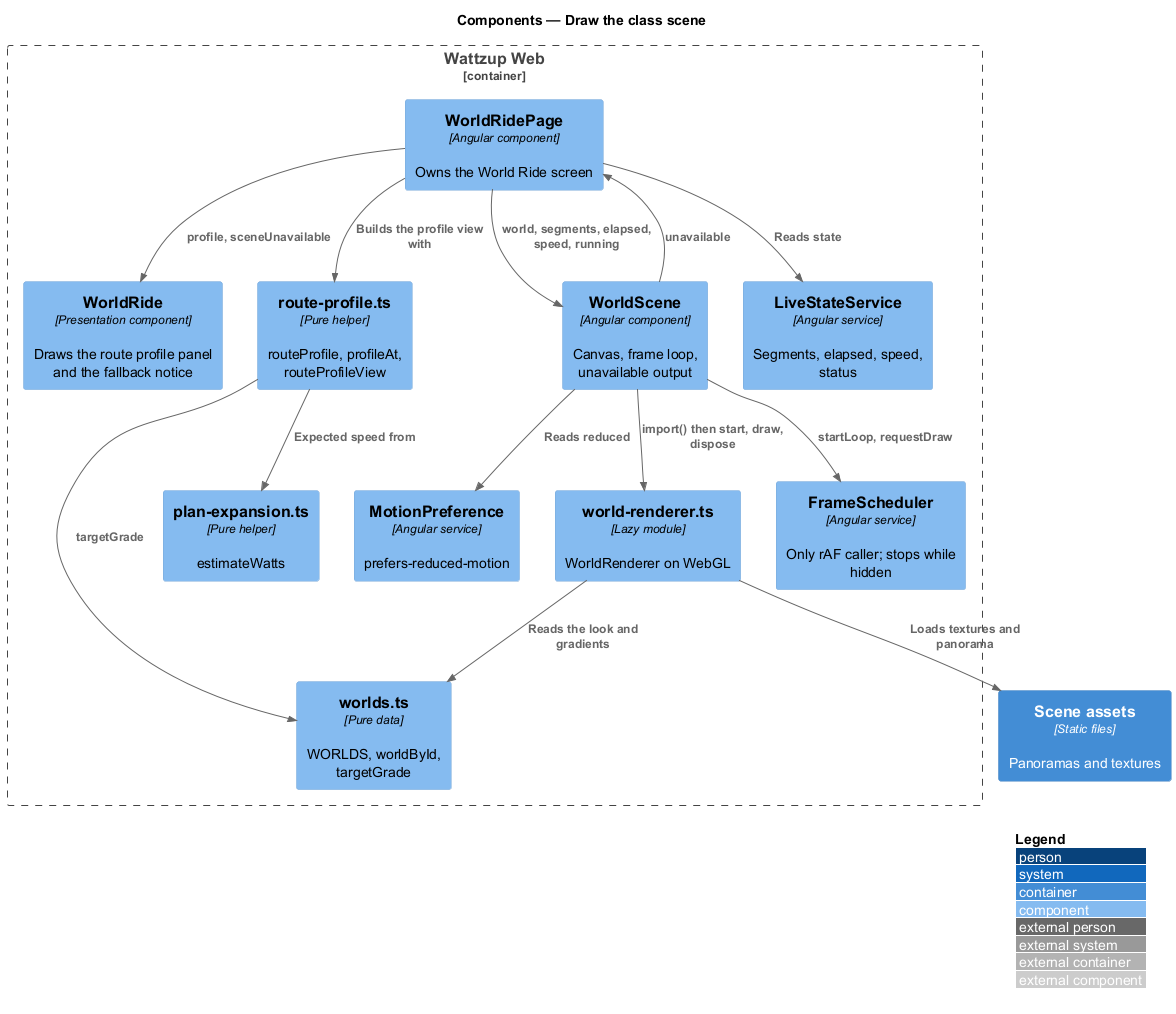 Components — Draw the class scene
Wattzup Web
[container]
WorldRidePage
[Angular component]
Owns the World Ride screen
profile, sceneUnavailable
Builds the profile view
with
world, segments, elapsed,
speed, running
unavailable
Reads state
WorldRide
[Presentation component]
Draws the route profile panel
and the fallback notice
route-profile.ts
[Pure helper]
routeProfile, profileAt,
routeProfileView
WorldScene
[Angular component]
Canvas, frame loop,
unavailable output
LiveStateService
[Angular service]
Segments, elapsed, speed,
status
Expected speed from
Reads reduced
import() then start, draw,
dispose
startLoop, requestDraw
targetGrade
plan-expansion.ts
[Pure helper]
estimateWatts
MotionPreference
[Angular service]
prefers-reduced-motion
world-renderer.ts
[Lazy module]
WorldRenderer on WebGL
FrameScheduler
[Angular service]
Only rAF caller; stops while
hidden
Reads the look and
gradients
Loads textures and
panorama
worlds.ts
[Pure data]
WORLDS, worldById,
targetGrade
Scene assets
[Static files]
Panoramas and textures
Legend
person
system
container
component
external person
external system
external container
external component